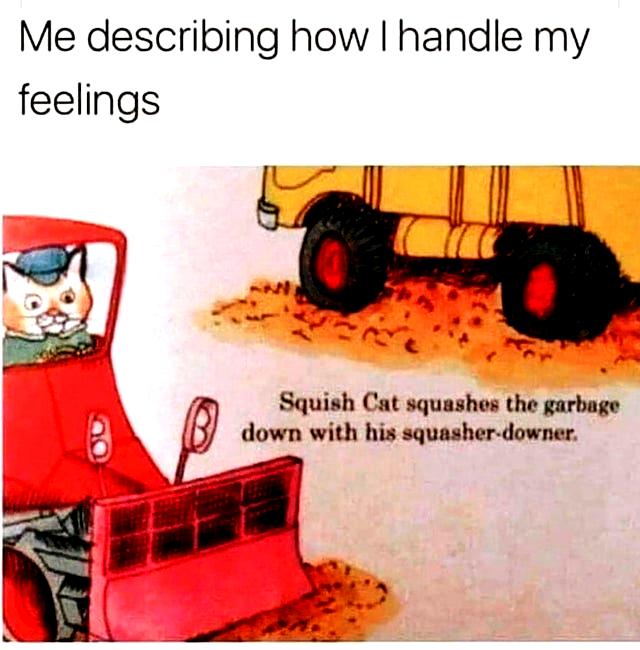 Me describing how I handle my
feelings
Squish Cat squashes the garbage
down with his squasher-downer.